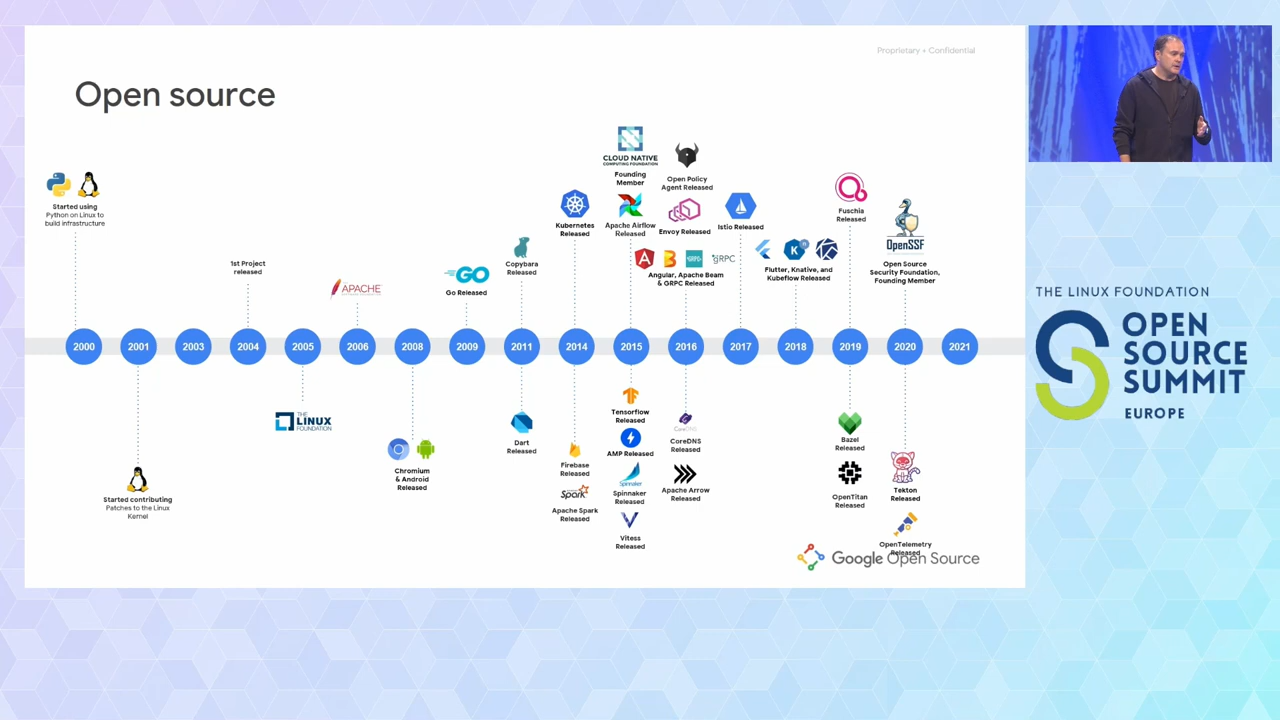 Proprietary + Confidential
Open source
Started using
Python on Linux to
build infrastructure
1st Project
released
APACHE
Go
Go Released
Copybara
Released
Kubernetes
Released
CLOUD NATIVE
COMPUTING FOUNDATION
Founding
Member
Apache Airflow
Released
Open Policy
Agent Released
Envoy Released
GRPC
Angular, Apache Beam
& GRPC Released
Istio Released
Flutter, Knative, and
Kubeflow Released
Fuschia
Released
OpenSSF
Open Source
Security Foundation,
Founding Member
2000
2001
2003
2004
2005
2006
2008
2009
2011
2014
2015
2016
2017
2018
2019
2020
2021
Started contributing
Patches to the Linux
Kernel
THE
LINUX
FOUNDATION
Chromium
& Android
Released
Dart
Released
Firebase
Released
Spark
Apache Spark
Released
Tensorflow
Released
AMP Released
Spinnaker
Spinnaker
Released
Vitess
Released
CoreDNS
CoreDNS
Released
Apache Arrow
Released
Bazel
Released
OpenTitan
Released
Tekton
Released
OpenTelemetry
Released
Google Open Source
THE LINUX FOUNDATION
OPEN
SOURCE
SUMMIT
EUROPE